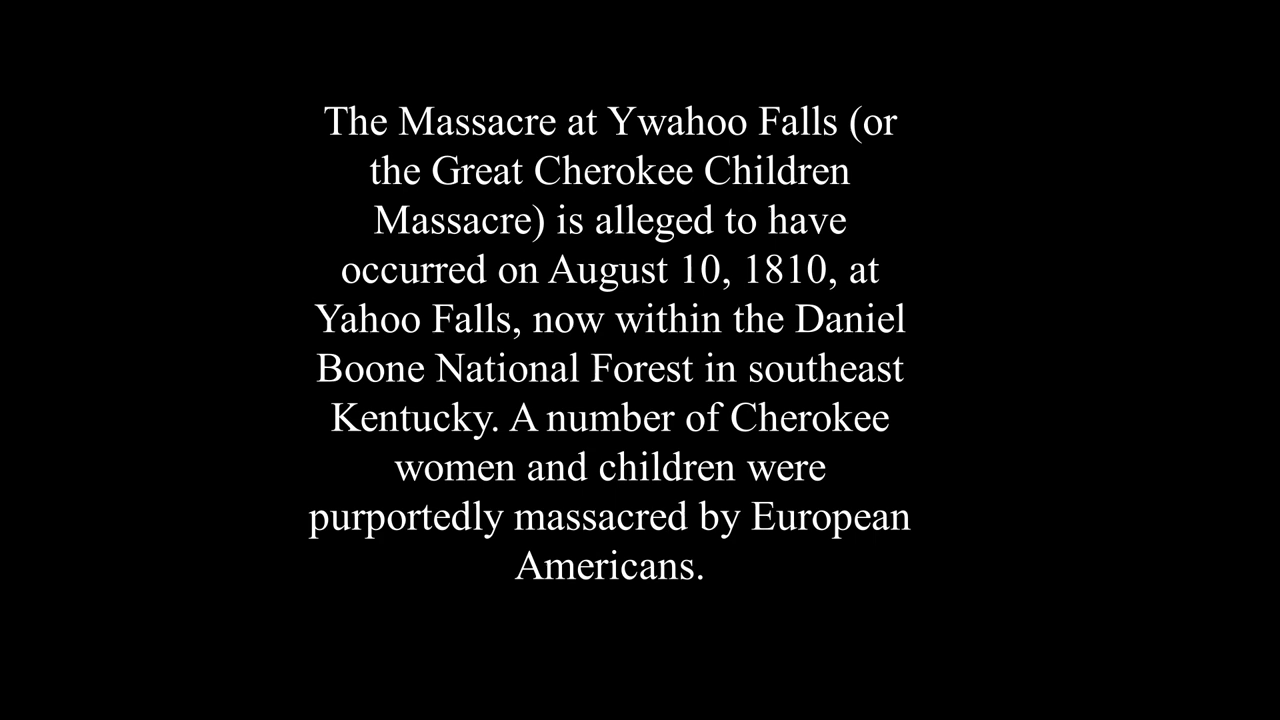 The Massacre at Ywahoo Falls (or
the Great Cherokee Children
Massacre) is alleged to have
occurred on August 10, 1810, at
Yahoo Falls, now within the Daniel
Boone National Forest in southeast
Kentucky. A number of Cherokee
women and children were
purportedly massacred by European
Americans.